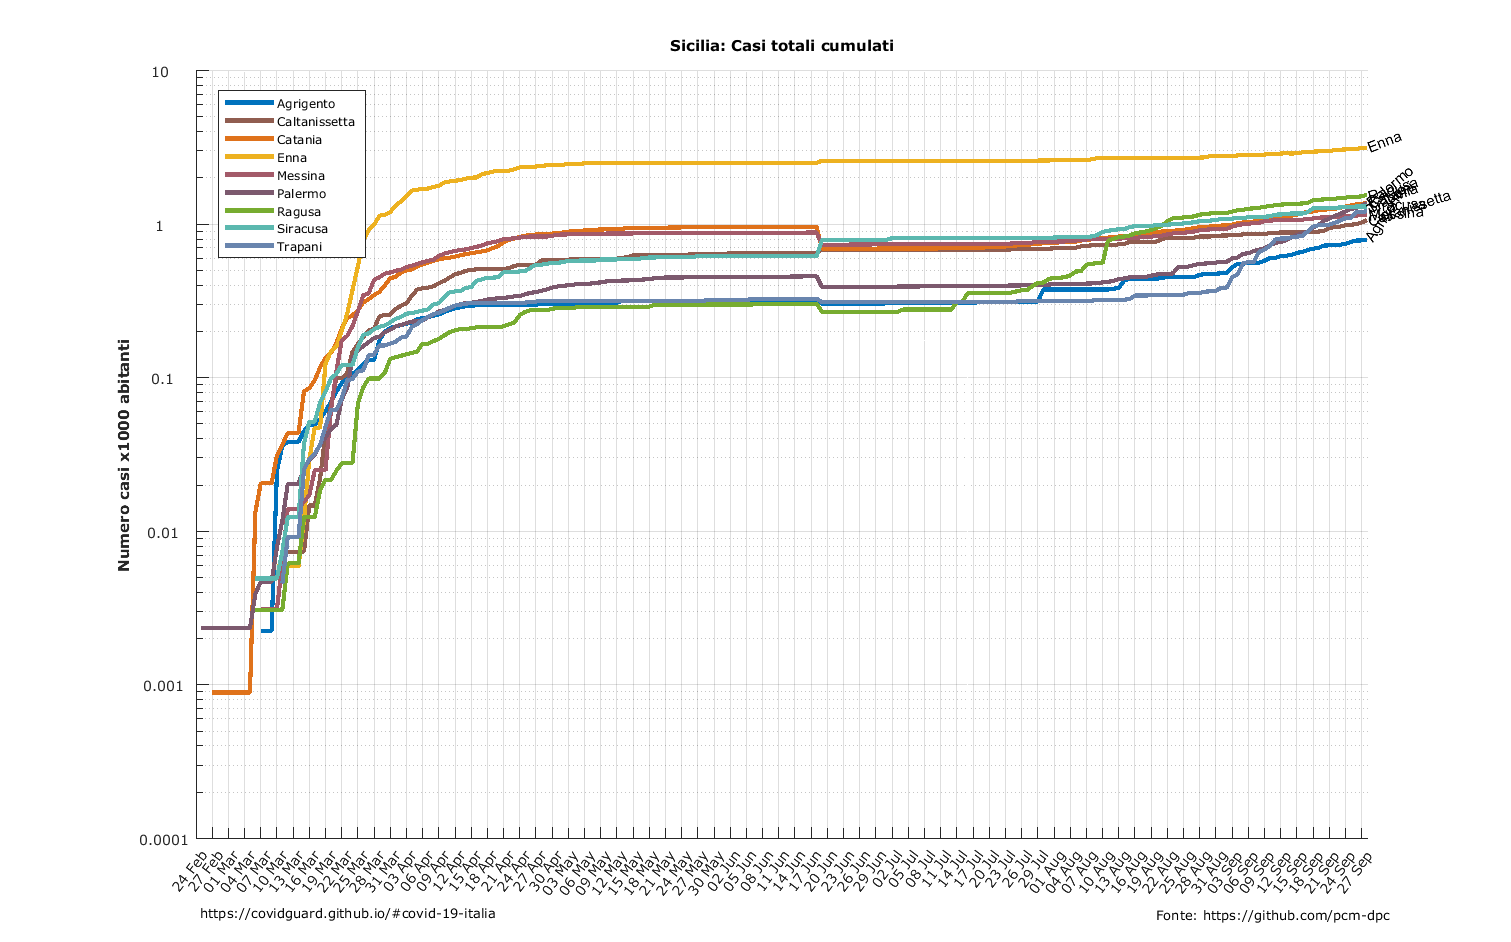 Sicilia: Casi totali cumulati
10
1
0.1
0.01
0.001
0.0001
Numero casi x1000 abitanti
Agrigento
Caltanissetta
Catania
Enna
Messina
Palermo
Ragusa
Siracusa
Trapani
Enna
Palermo
Ragusa
Siracusa
24 Feb
27 Feb
01 Mar
04 Mar
07 Mar
10 Mar
13 Mar
16 Mar
19 Mar
22 Mar
25 Mar
28 Mar
31 Mar
03 Apr
06 Apr
09 Apr
12 Apr
15 Apr
18 Apr
21 Apr
24 Apr
27 Apr
30 Apr
03 May
06 May
09 May
12 May
15 May
18 May
21 May
24 May
27 May
30 May
02 Jun
05 Jun
08 Jun
11 Jun
14 Jun
17 Jun
20 Jun
23 Jun
26 Jun
29 Jun
02 Jul
05 Jul
08 Jul
11 Jul
14 Jul
17 Jul
20 Jul
23 Jul
26 Jul
29 Jul
01 Aug
04 Aug
07 Aug
10 Aug
13 Aug
16 Aug
19 Aug
22 Aug
25 Aug
28 Aug
31 Aug
03 Sep
06 Sep
09 Sep
12 Sep
15 Sep
18 Sep
21 Sep
24 Sep
27 Sep
https://covidguard.github.io/#covid-19-italia
Fonte: https://github.com/pcm-dpc